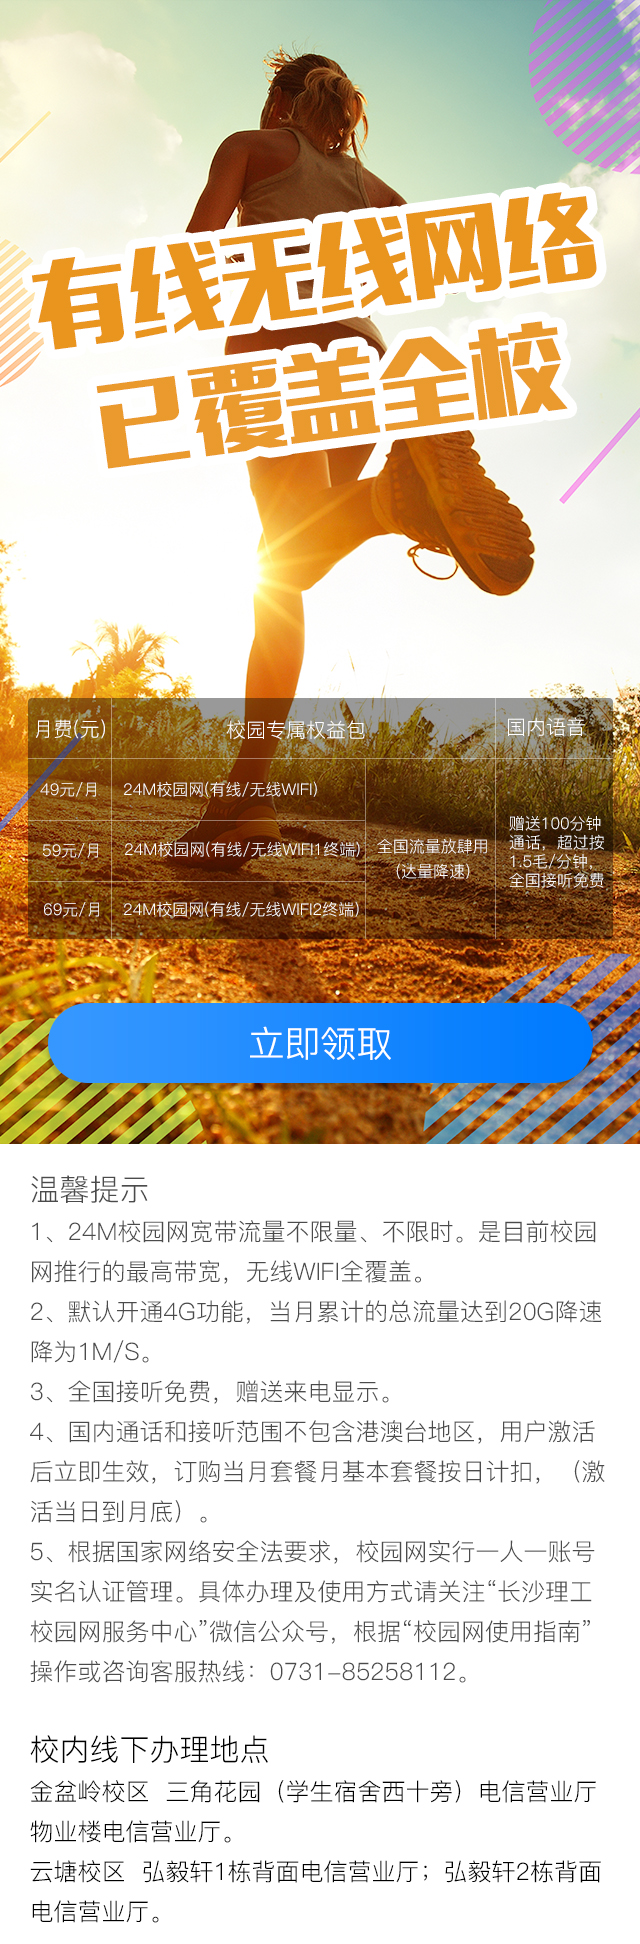 有线无线网络
已覆盖全校
月费(元) 校园专属权益包 国内语音
49元/月 24M校园网(有线/无线WIFI)
59元/月 24M校园网(有线/无线WIFI1终端)
69元/月 24M校园网(有线/无线WIFI2终端)
全国流量放肆用
(达量降速)
赠送100分钟
通话，超过按
1.5毛/分钟，
全国接听免费
立即领取
温馨提示
1、24M校园网宽带流量不限量、不限时。是目前校园
网推行的最高带宽，无线WIFI全覆盖。
2、默认开通4G功能，当月累计的总流量达到20G降速
降为1M/S。
3、全国接听免费，赠送来电显示。
4、国内通话和接听范围不包含港澳台地区，用户激活
后立即生效，订购当月套餐月基本套餐按日计扣，（激
活当日到月底）。
5、根据国家网络安全法要求，校园网实行一人一账号
实名认证管理。具体办理及使用方式请关注“长沙理工
校园网服务中心”微信公众号，根据“校园网使用指南”
操作或咨询客服热线：0731-85258112。
校内线下办理地点
金盆岭校区 三角花园（学生宿舍西十旁）电信营业厅
物业楼电信营业厅。
云塘校区 弘毅轩1栋背面电信营业厅；弘毅轩2栋背面
电信营业厅。